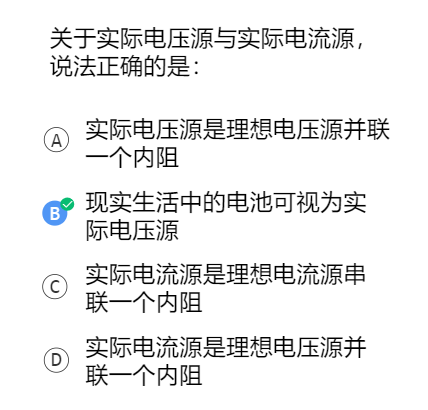 关于实际电压源与实际电流源，
说法正确的是：
A 实际电压源是理想电压源并联
一个内阻
B 现实生活中的电池可视为实
际电压源
C 实际电流源是理想电流源串
联一个内阻
D 实际电流源是理想电压源并
联一个内阻